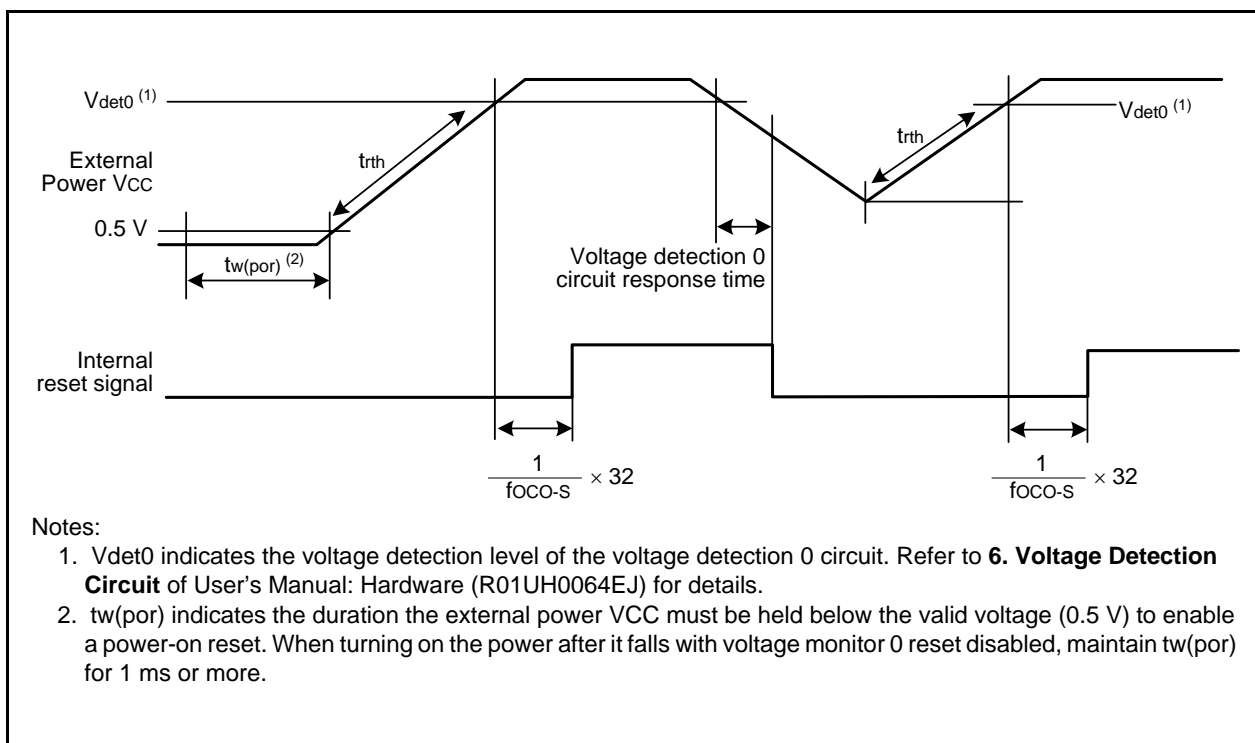 Vdet0 (1)
External
Power VCC
0.5 V
tw(por) (2)
trth
Voltage detection 0
circuit response time
trth
Vdet0 (1)
Internal
reset signal
1
fOCO-S
× 32
1
fOCO-S
× 32
Notes:
1. Vdet0 indicates the voltage detection level of the voltage detection 0 circuit. Refer to 6. Voltage Detection
Circuit of User's Manual: Hardware (R01UH0064EJ) for details.
2. tw(por) indicates the duration the external power VCC must be held below the valid voltage (0.5 V) to enable
a power-on reset. When turning on the power after it falls with voltage monitor 0 reset disabled, maintain tw(por)
for 1 ms or more.